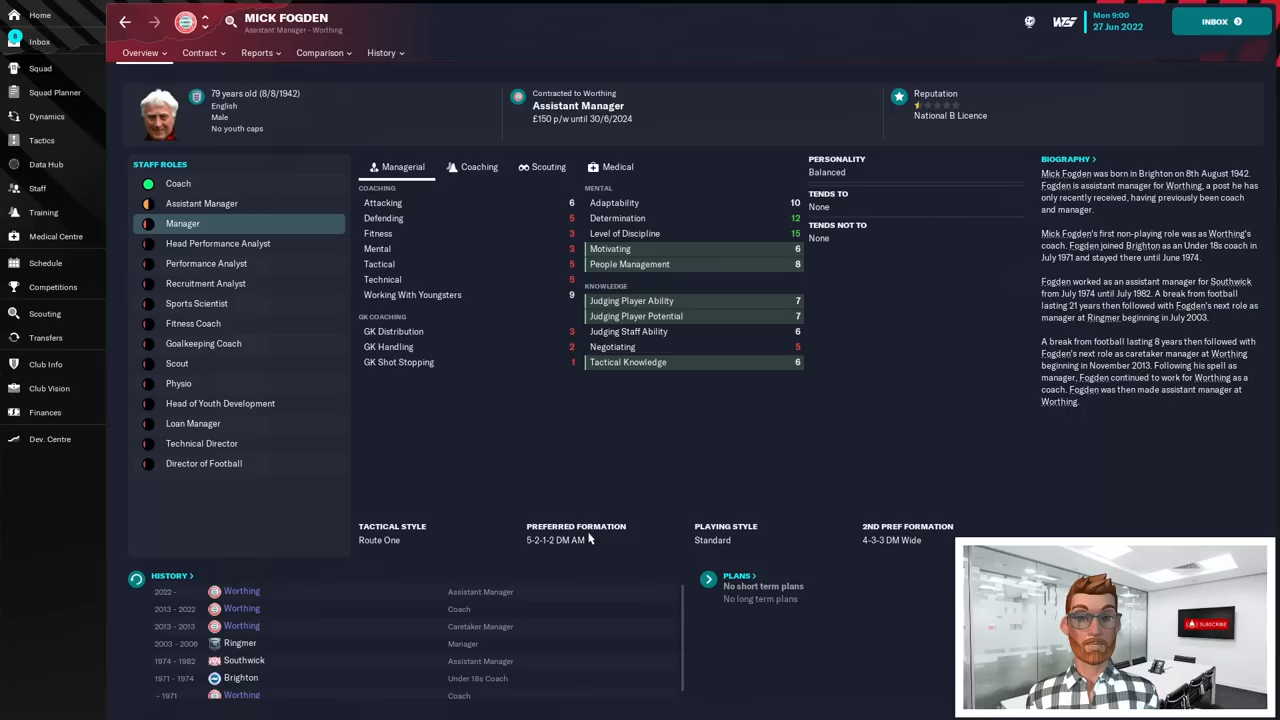 Home
8
Inbox
Squad
Squad Planner
Dynamics
Tactics
Data Hub
Staff
Training
Medical Centre
Schedule
Competitions
Scouting
Transfers
Club Info
Club Vision
Finances
Dev. Centre
MICK FOGDEN
Assistant Manager - Worthing
Mon 9:00
27 Jun 2022
INBOX
Overview
Contract
Reports
Comparison
History
79 years old (8/8/1942)
English
Male
No youth caps
Contracted to Worthing
Assistant Manager
£150 p/w until 30/6/2024
Reputation
National B Licence
STAFF ROLES
Coach
Assistant Manager
Manager
Head Performance Analyst
Performance Analyst
Recruitment Analyst
Sports Scientist
Fitness Coach
Goalkeeping Coach
Scout
Physio
Head of Youth Development
Loan Manager
Technical Director
Director of Football
Managerial
Coaching
Scouting
Medical
COACHING
Attacking 6
Defending 5
Fitness 3
Mental 3
Tactical 5
Technical 5
Working With Youngsters 9
GK COACHING
GK Distribution 3
GK Handling 2
GK Shot Stopping 1
MENTAL
Adaptability 10
Determination 12
Level of Discipline 15
Motivating 6
People Management 8
KNOWLEDGE
Judging Player Ability 7
Judging Player Potential 7
Judging Staff Ability 6
Negotiating 5
Tactical Knowledge 6
PERSONALITY
Balanced
TENDS TO
None
TENDS NOT TO
None
BIOGRAPHY >
Mick Fogden was born in Brighton on 8th August 1942.
Fogden is assistant manager for Worthing, a post he has
only recently received, having previously been coach
and manager.
Mick Fogden's first non-playing role was as Worthing's
coach. Fogden joined Brighton as an Under 18s coach in
July 1971 and stayed there until June 1974.
Fogden worked as an assistant manager for Southwick
from July 1974 until July 1982. A break from football
lasting 21 years then followed with Fogden's next role as
manager at Ringmer beginning in July 2003.
A break from football lasting 8 years then followed with
Fogden's next role as caretaker manager at Worthing
beginning in November 2013. Following his spell as
manager, Fogden continued to work for Worthing as a
coach. Fogden was then made assistant manager at
Worthing.
TACTICAL STYLE
Route One
PREFERRED FORMATION
5-2-1-2 DM AM
PLAYING STYLE
Standard
2ND PREF FORMATION
4-3-3 DM Wide
HISTORY >
2022 - Worthing Assistant Manager
2013 - 2022 Worthing Coach
2013 - 2013 Worthing Caretaker Manager
2003 - 2006 Ringmer Manager
1974 - 1982 Southwick Assistant Manager
1971 - 1974 Brighton Under 18s Coach
- 1971 Worthing Coach
PLANS >
No short term plans
No long term plans
SUBSCRIBE